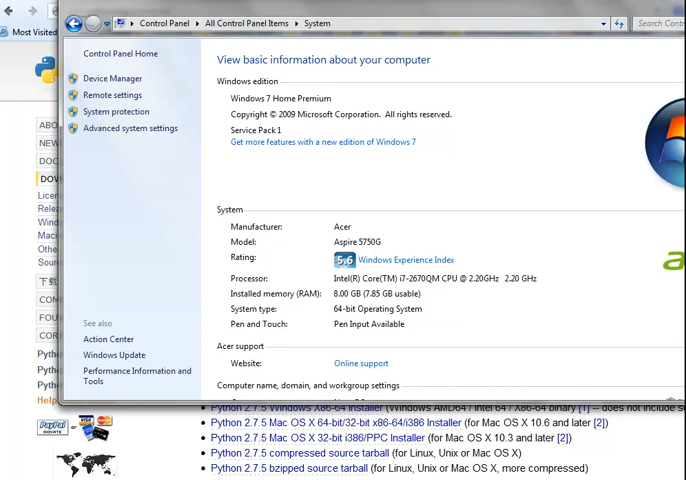 Most Visited
Control Panel
All Control Panel Items
System
Search Contr
Control Panel Home
Device Manager
Remote settings
System protection
Advanced system settings
See also
Action Center
Windows Update
Performance Information and
Tools
View basic information about your computer
Windows edition
Windows 7 Home Premium
Copyright © 2009 Microsoft Corporation. All rights reserved.
Service Pack 1
Get more features with a new edition of Windows 7
System
Manufacturer: Acer
Model: Aspire 5750G
Rating: 5.6 Windows Experience Index
Processor: Intel(R) Core(TM) i7-2670QM CPU @ 2.20GHz 2.20 GHz
Installed memory (RAM): 8.00 GB (7.85 GB usable)
System type: 64-bit Operating System
Pen and Touch: Pen Input Available
Acer support
Website: Online support
Computer name, domain, and workgroup settings
a
ABO
NEW
DOC
DOV
Licen
Relea
Wind
Maci
Othe
Sourc
下載
COM
FOU
COR
Pytho
Pytho
Pytho
Help
PayPal
DONATE
VISA
Python 2.7.5 Windows X86-64 Installer (Windows AMD64 / Intel 64 / X86-64 binary [1] -- does not include s
Python 2.7.5 Mac OS X 64-bit/32-bit x86-64/i386 Installer (for Mac OS X 10.6 and later [2])
Python 2.7.5 Mac OS X 32-bit i386/PPC Installer (for Mac OS X 10.3 and later [2])
Python 2.7.5 compressed source tarball (for Linux, Unix or Mac OS X)
Python 2.7.5 bzipped source tarball (for Linux, Unix or Mac OS X, more compressed)